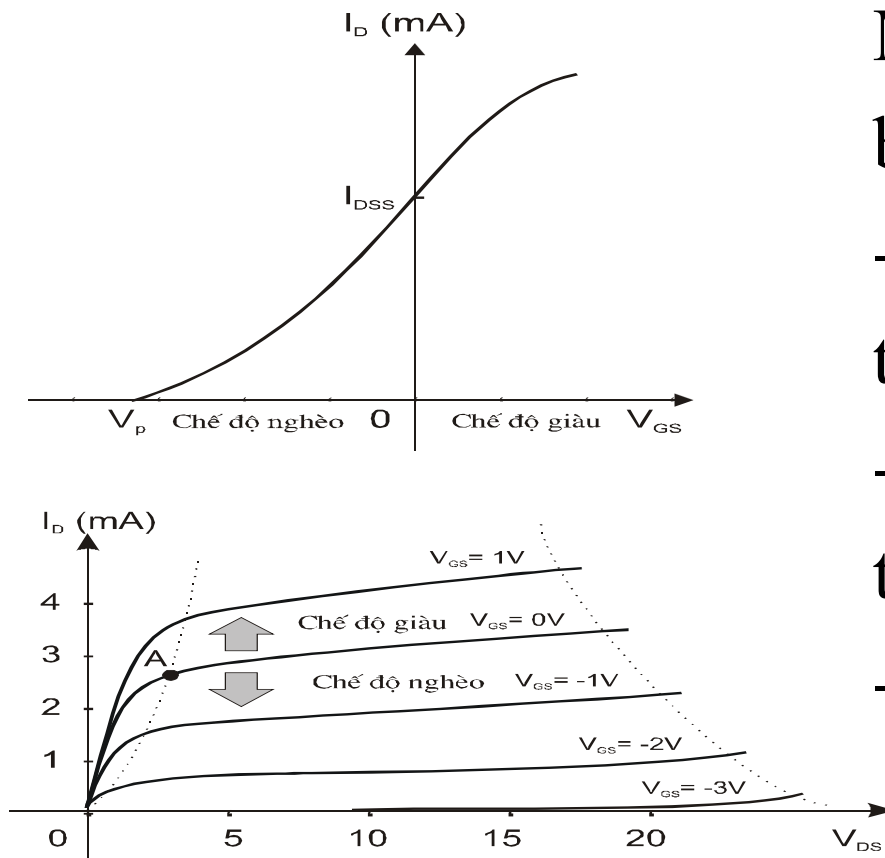 I_D (mA)
I_DSS
V_p Chế độ nghèo 0 Chế độ giàu V_GS
I_D (mA)
V_GS= 1V
4
Chế độ giàu V_GS= 0V
3
A
Chế độ nghèo V_GS= -1V
2
V_GS= -2V
1
V_GS= -3V
0 5 10 15 20 V_DS